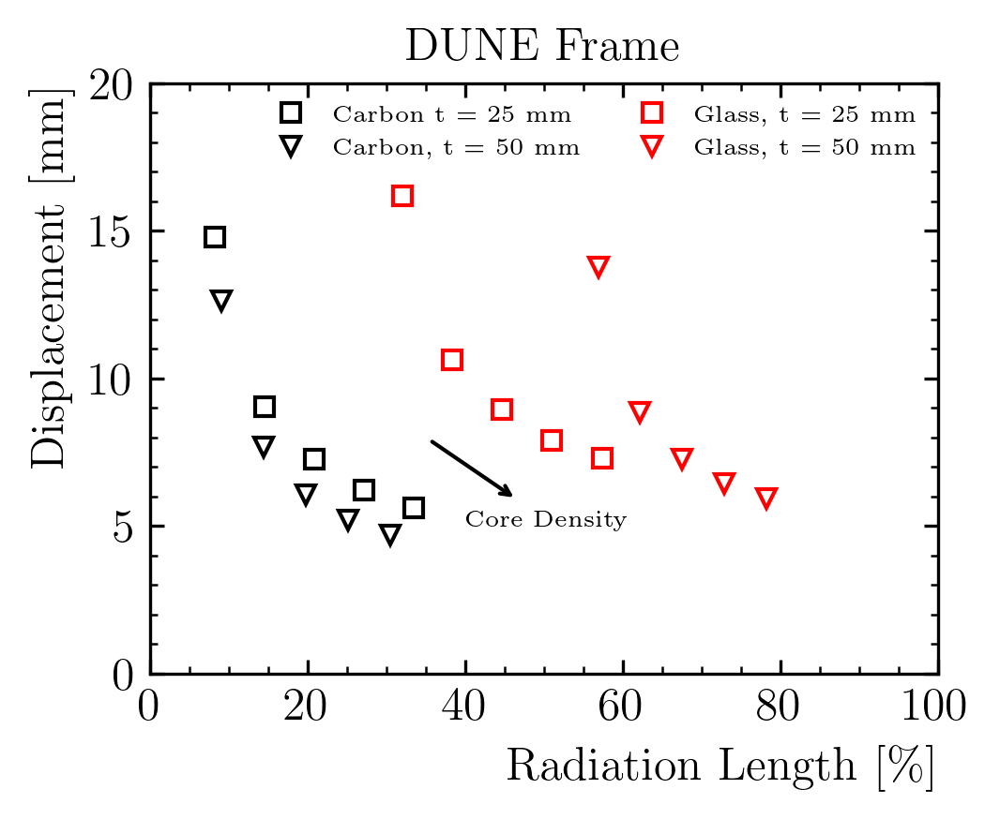 DUNE Frame
Displacement [mm]
20
15
10
5
0
Carbon t = 25 mm
Carbon, t = 50 mm
Glass, t = 25 mm
Glass, t = 50 mm
Core Density
0 20 40 60 80 100
Radiation Length [%]